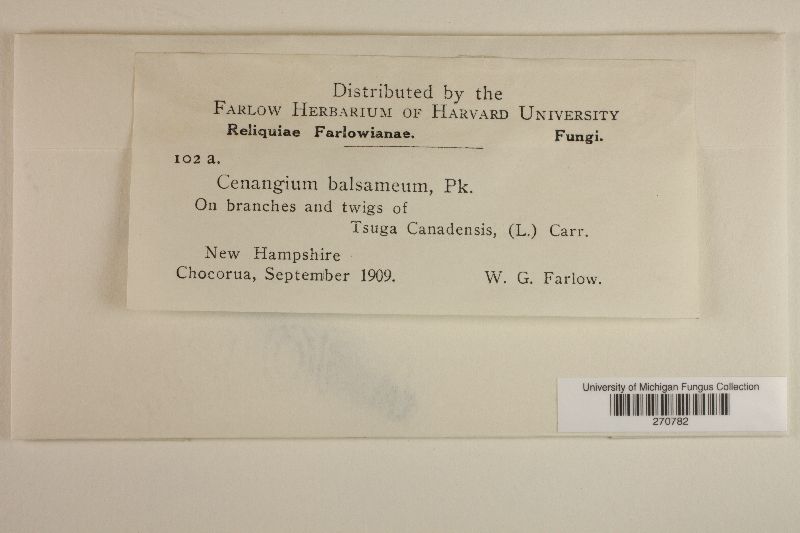 Distributed by the
FARLOW HERBARIUM OF HARVARD UNIVERSITY
Reliquiae Farlowianae. Fungi.
102 a.
Cenangium balsameum, Pk.
On branches and twigs of
Tsuga Canadensis, (L.) Carr.
New Hampshire
Chocorua, September 1909. W. G. Farlow.
University of Michigan Fungus Collection
270782